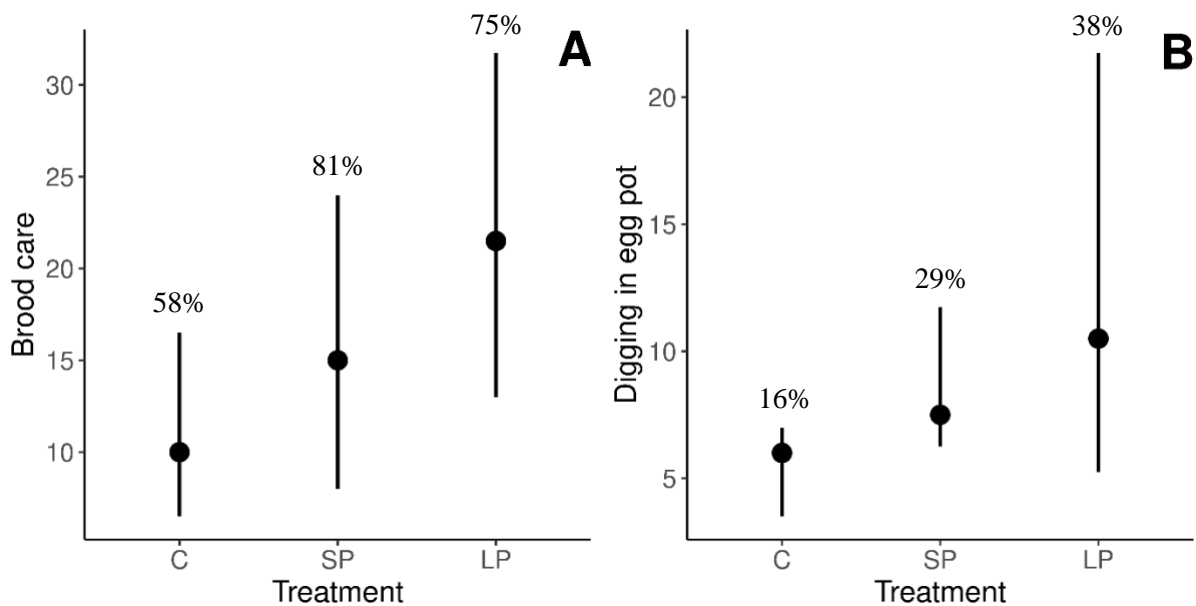 A
75%
81%
58%
30
25
20
15
10
Brood care
C
SP
LP
Treatment
B
38%
29%
16%
20
15
10
5
Digging in egg pot
C
SP
LP
Treatment